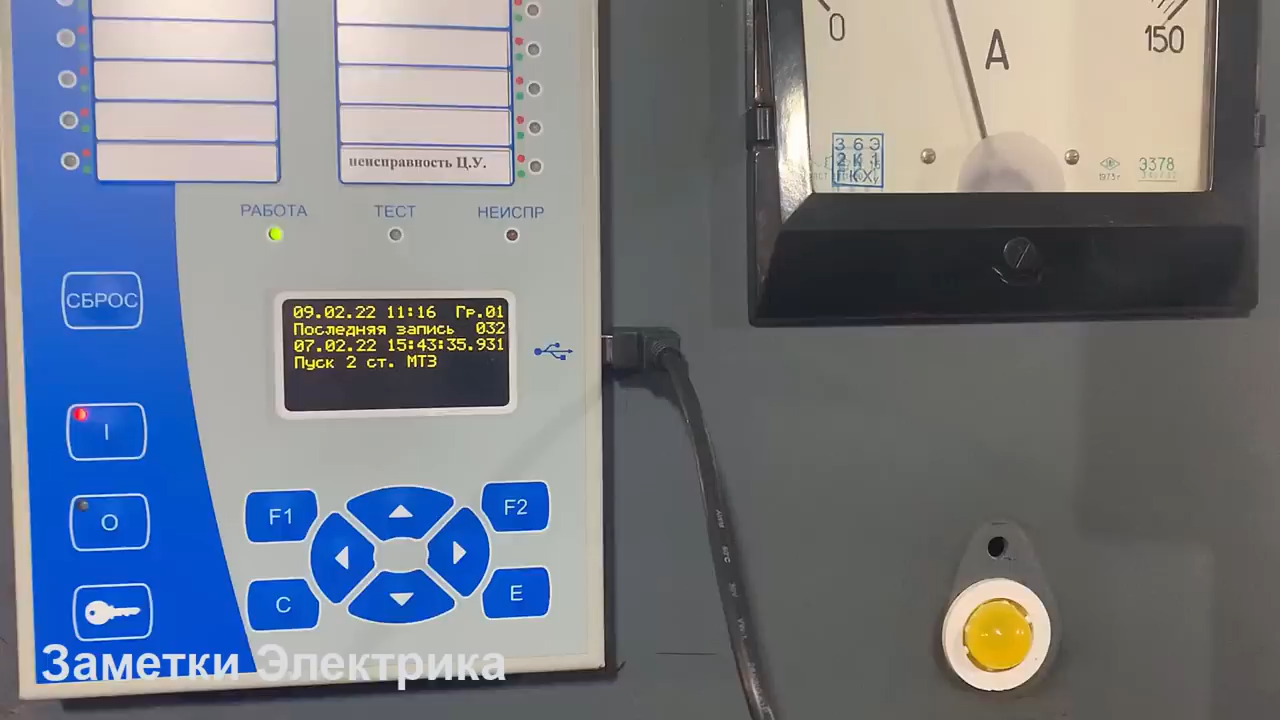 неисправность Ц.У.
РАБОТА
ТЕСТ
НЕИСПР
СБРОС
09.02.22 11:16 Гр.01
Последняя запись 032
07.02.22 15:43:35.931
Пуск 2 ст. МТЗ
I
O
F1
F2
C
E
0
150
A
Э378
1973г
Заметки Электрика